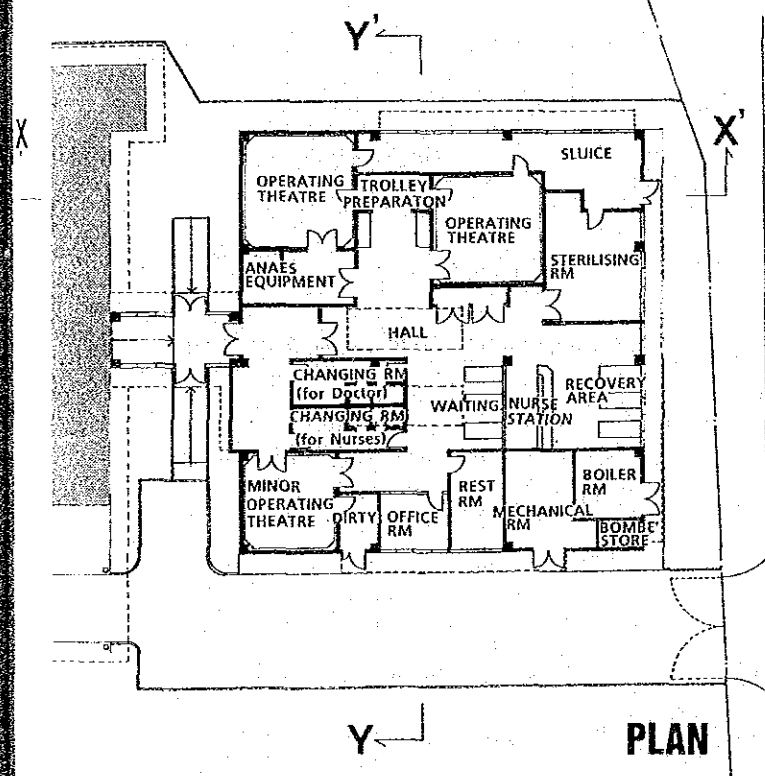 Y'
X
X'
SLUICE
OPERATING
THEATRE
TROLLEY
PREPARATON
OPERATING
THEATRE
STERILISING
RM
ANAES
EQUIPMENT
HALL
CHANGING RM
(for Doctor)
CHANGING RM
(for Nurses)
WAITING
NURSE
STATION
RECOVERY
AREA
MINOR
OPERATING
THEATRE
DIRTY
OFFICE
RM
REST
RM
MECHANICAL
RM
BOILER
RM
BOMBE
STORE
Y
PLAN